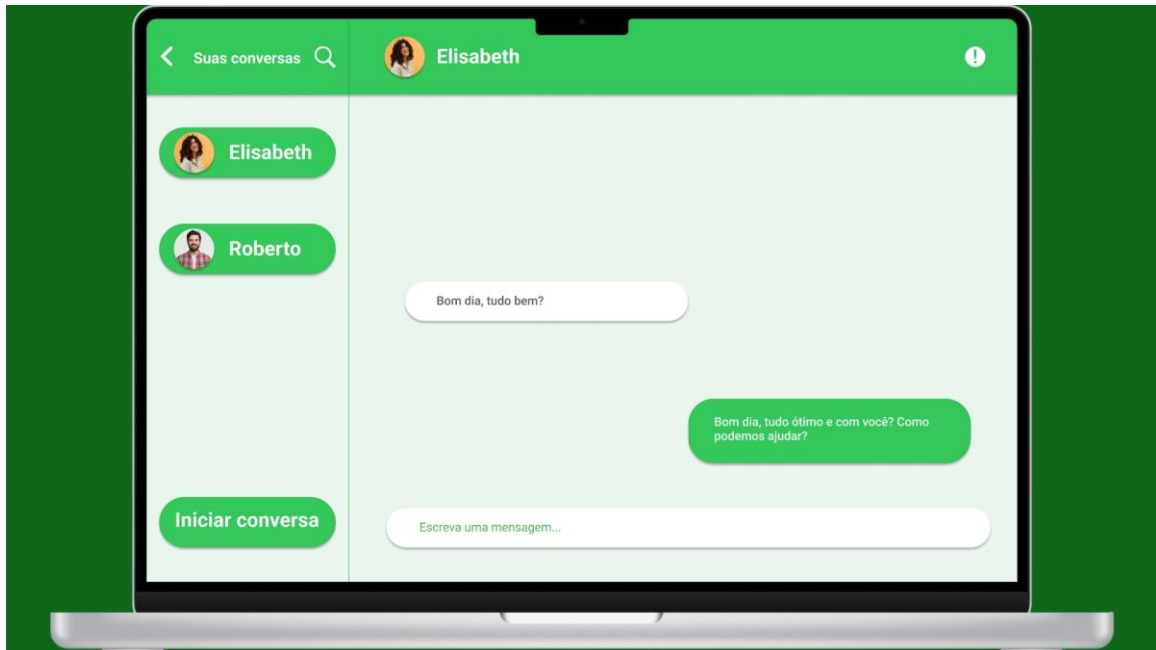 Suas conversas
Elisabeth
Elisabeth
Roberto
Bom dia, tudo bem?
Bom dia, tudo ótimo e com você? Como
podemos ajudar?
Iniciar conversa
Escreva uma mensagem...